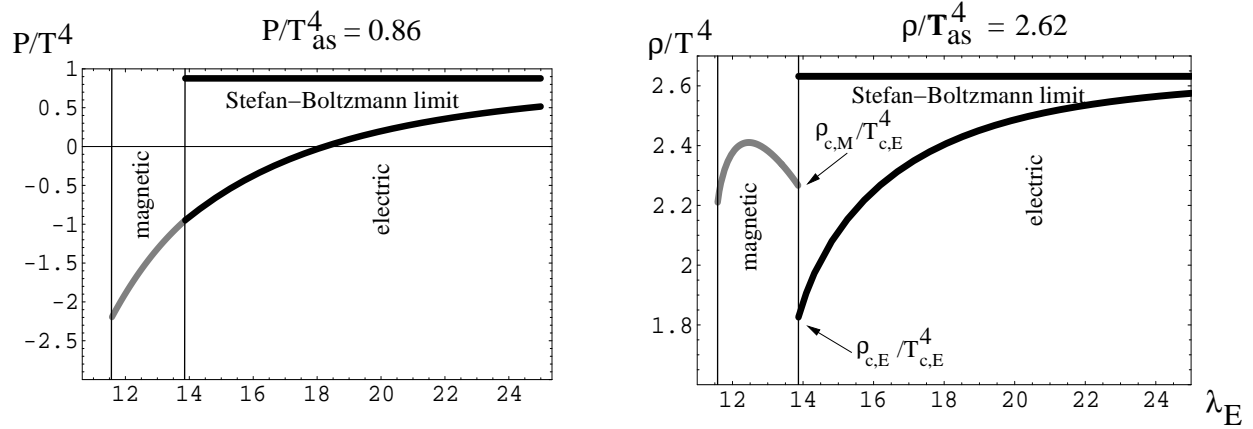 P/T^4
P/T^4_as = 0.86
1
0.5
0
−0.5
−1
−1.5
−2
−2.5
Stefan−Boltzmann limit
magnetic
electric
12 14 16 18 20 22 24
ρ/T^4
ρ/T^4_as = 2.62
2.6
2.4
2.2
2
1.8
Stefan−Boltzmann limit
ρ_c,M/T^4_c,E
magnetic
electric
ρ_c,E/T^4_c,E
12 14 16 18 20 22 24
λ_E